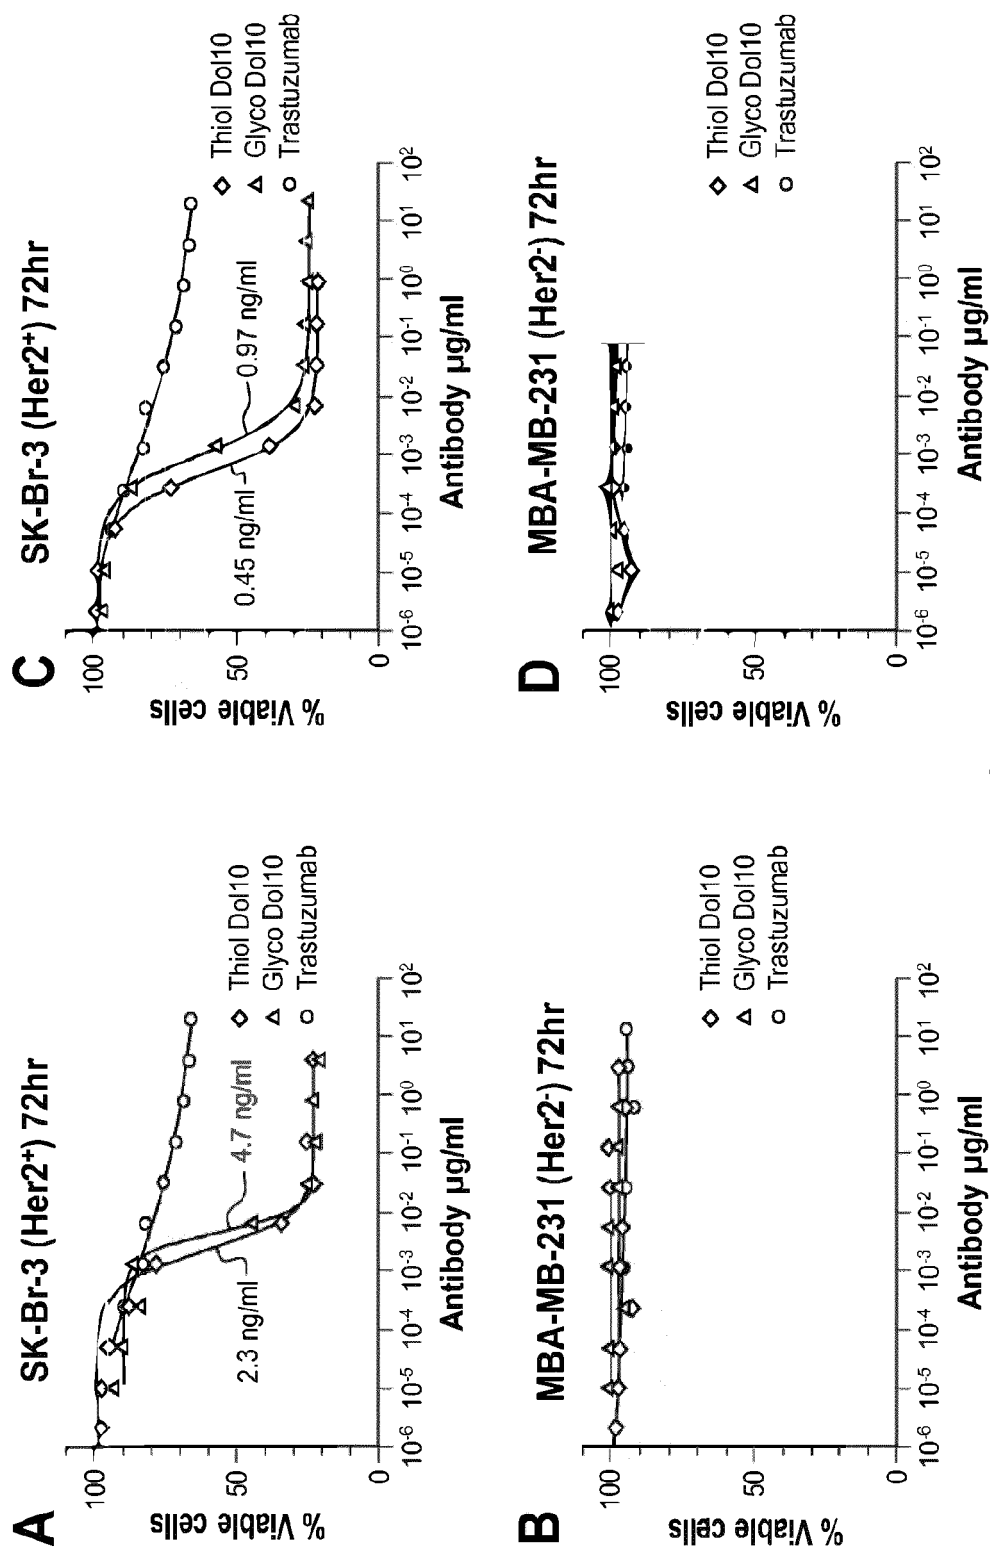 A
SK-Br-3 (Her2⁺) 72hr
% Viable cells
100
50
0
2.3 ng/ml
4.7 ng/ml
Thiol Dol10
Glyco Dol10
Trastuzumab
10⁻⁶ 10⁻⁵ 10⁻⁴ 10⁻³ 10⁻² 10⁻¹ 10⁰ 10¹ 10²
Antibody µg/ml
B
MBA-MB-231 (Her2⁻) 72hr
% Viable cells
100
50
0
Thiol Dol10
Glyco Dol10
Trastuzumab
10⁻⁶ 10⁻⁵ 10⁻⁴ 10⁻³ 10⁻² 10⁻¹ 10⁰ 10¹ 10²
Antibody µg/ml
C
SK-Br-3 (Her2⁺) 72hr
% Viable cells
100
50
0
0.45 ng/ml
0.97 ng/ml
Thiol Dol10
Glyco Dol10
Trastuzumab
10⁻⁶ 10⁻⁵ 10⁻⁴ 10⁻³ 10⁻² 10⁻¹ 10⁰ 10¹ 10²
Antibody µg/ml
D
MBA-MB-231 (Her2⁻) 72hr
% Viable cells
100
50
0
Thiol Dol10
Glyco Dol10
Trastuzumab
10⁻⁶ 10⁻⁵ 10⁻⁴ 10⁻³ 10⁻² 10⁻¹ 10⁰ 10¹ 10²
Antibody µg/ml